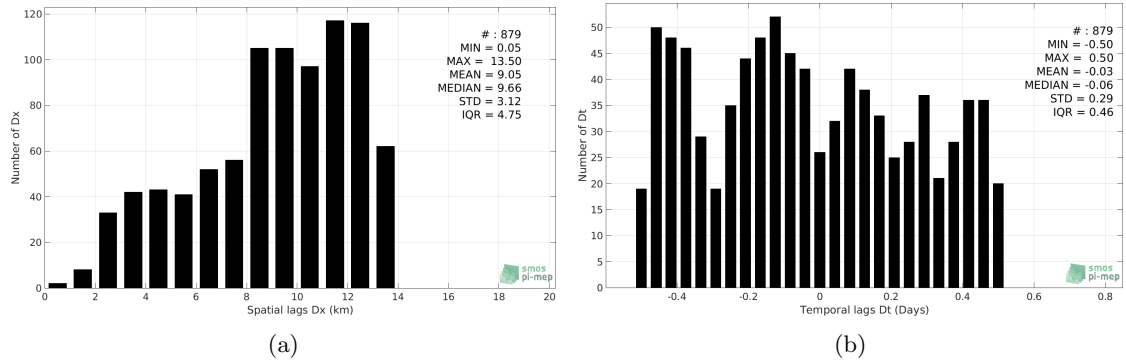 120
100
80
60
40
20
0
Number of Dx
# : 879
MIN = 0.05
MAX = 13.50
MEAN = 9.05
MEDIAN = 9.66
STD = 3.12
IQR = 4.75
smos
pi-mep
0 2 4 6 8 10 12 14 16 18 20
Spatial lags Dx (km)
(a)
50
45
40
35
30
25
20
15
10
5
0
Number of Dt
# : 879
MIN = -0.50
MAX = 0.50
MEAN = -0.03
MEDIAN = -0.06
STD = 0.29
IQR = 0.46
smos
pi-mep
-0.4 -0.2 0 0.2 0.4 0.6 0.8
Temporal lags Dt (Days)
(b)